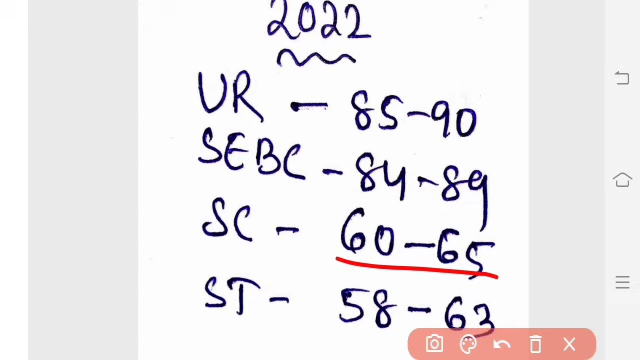 2022
UR - 85-90
SEBC - 84-89
SC - 60-65
ST - 58-63